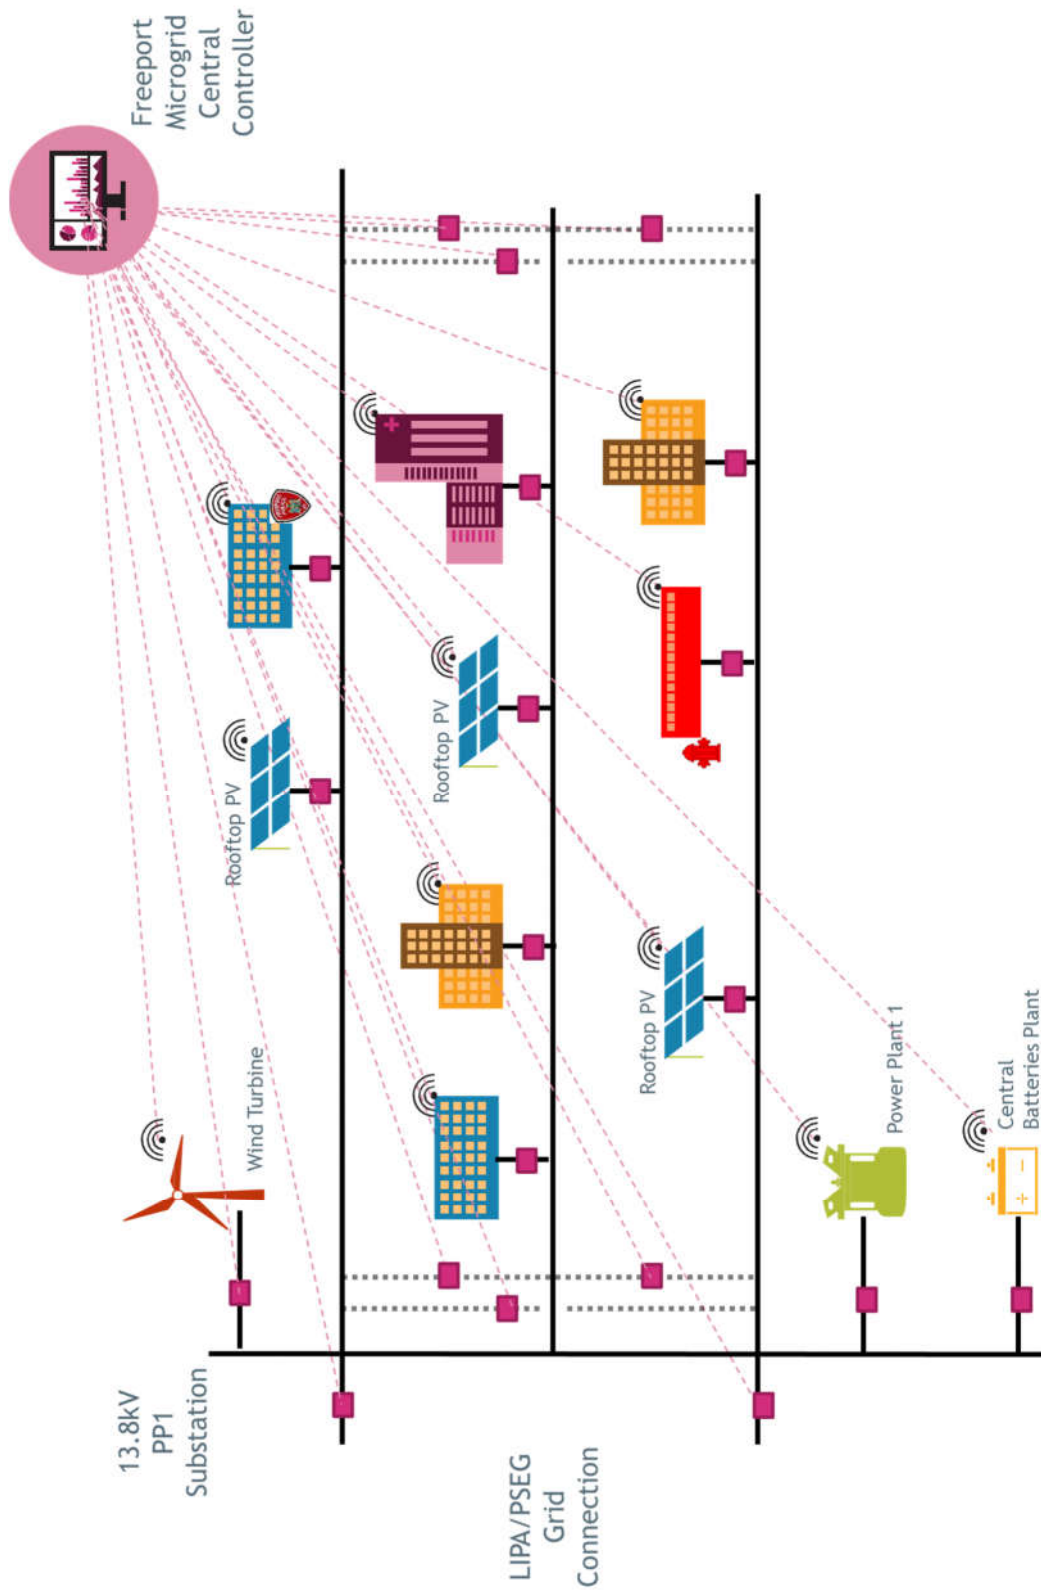 13.8kV
PP1
Substation
LIPA/PSEG
Grid
Connection
Wind Turbine
Rooftop PV
Rooftop PV
Rooftop PV
Power Plant 1
Central
Batteries Plant
Freeport
Microgrid
Central
Controller